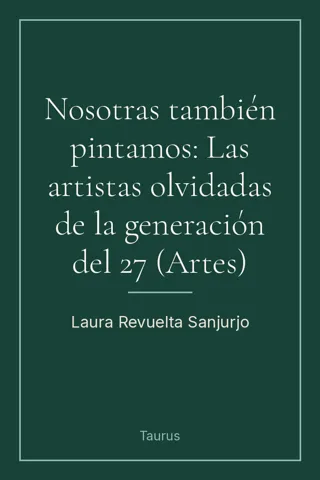 Nosotras también
pintamos: Las
artistas olvidadas
de la generación
del 27 (Artes)
Laura Revuelta Sanjurjo
Taurus